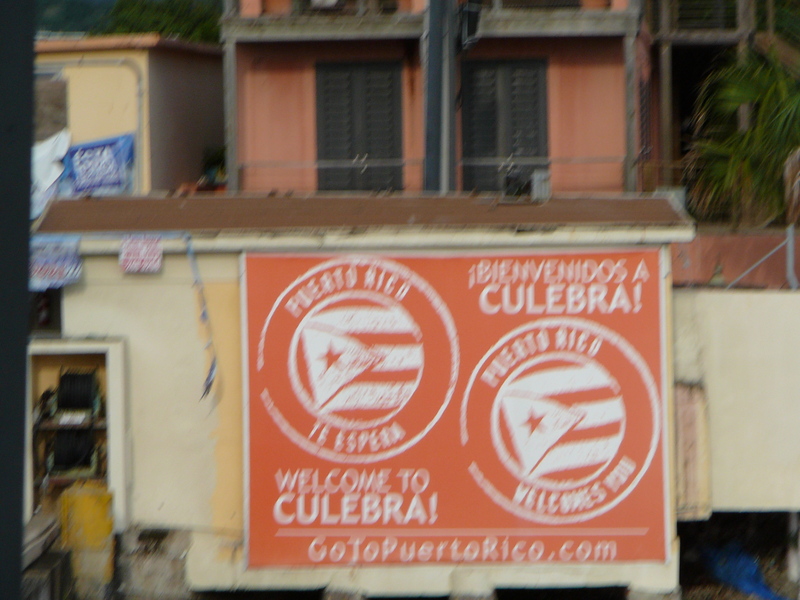 PUERTO RICO
TE ESPERA
¡BIENVENIDOS A
CULEBRA!
WELCOME TO
CULEBRA!
PUERTO RICO
WELCOMES YOU
GoToPuertoRico.com